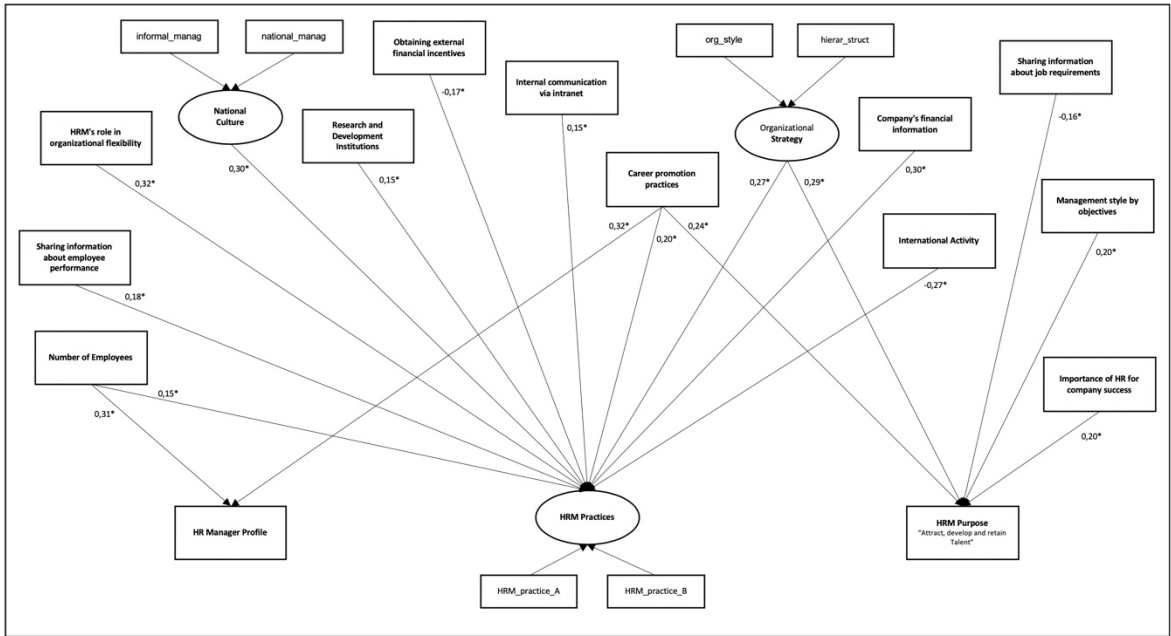 informal_manag
national_manag
Obtaining external
financial incentives
org_style
hierar_struct
Sharing information
about job requirements
Internal communication
via intranet
-0,17*
National
Culture
HRM's role in
organizational flexibility
Research and
Development
Institutions
0,15*
Organizational
Strategy
Company's financial
information
-0,16*
0,30*
0,32*
0,15*
Career promotion
practices
0,27*
0,29*
0,30*
Management style by
objectives
0,32*
0,20*
0,24*
International Activity
Sharing information
about employee
performance
0,20*
0,18*
-0,27*
Number of Employees
0,15*
0,31*
Importance of HR for
company success
0,20*
HR Manager Profile
HRM Practices
HRM Purpose
"Attract, develop and retain
Talent"
HRM_practice_A
HRM_practice_B